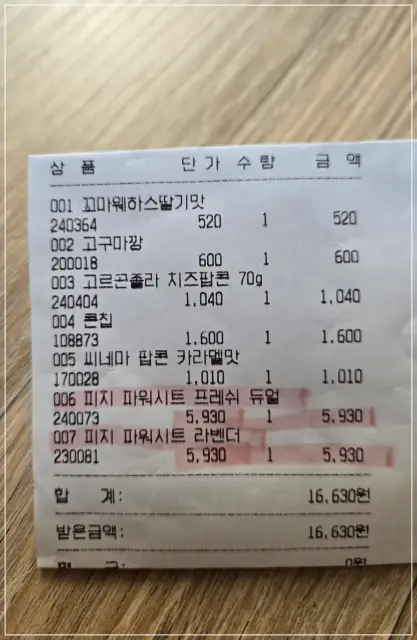 상 품 단가 수량 금 액
001 꼬마웨하스딸기맛
240364 520 1 520
002 고구마깡
200018 600 1 600
003 고르곤졸라 치즈팝콘 70g
240404 1,040 1 1,040
004 콘칩
108873 1,600 1 1,600
005 씨네마 팝콘 카라멜맛
170028 1,010 1 1,010
006 피지 파워시트 프레쉬 듀얼
240073 5,930 1 5,930
007 피지 파워시트 라벤더
230081 5,930 1 5,930
합 계: 16,630원
받은금액: 16,630원
0원